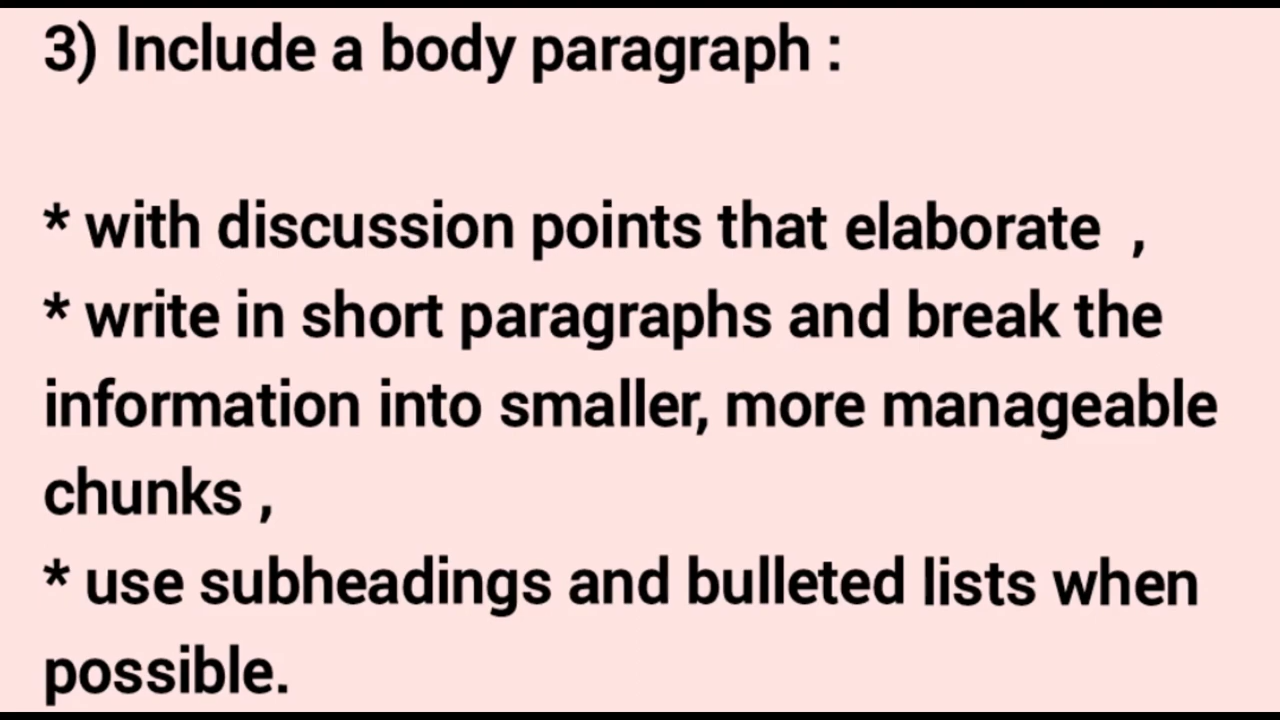 3) Include a body paragraph :
* with discussion points that elaborate ,
* write in short paragraphs and break the
information into smaller, more manageable
chunks ,
* use subheadings and bulleted lists when
possible.